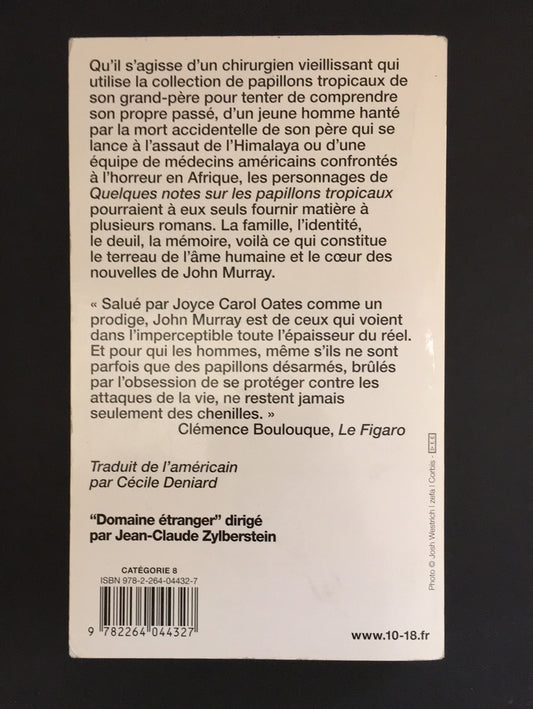 Qu'il s'agisse d'un chirurgien vieillissant qui
utilise la collection de papillons tropicaux de
son grand-père pour tenter de comprendre
son propre passé, d'un jeune homme hanté
par la mort accidentelle de son père qui se
lance à l'assaut de l'Himalaya ou d'une
équipe de médecins américains confrontés
à l'horreur en Afrique, les personnages de
Quelques notes sur les papillons tropicaux
pourraient à eux seuls fournir matière à
plusieurs romans. La famille, l'identité,
le deuil, la mémoire, voilà ce qui constitue
le terreau de l'âme humaine et le cœur des
nouvelles de John Murray.
« Salué par Joyce Carol Oates comme un
prodige, John Murray est de ceux qui voient
dans l'imperceptible toute l'épaisseur du réel.
Et pour qui les hommes, même s'ils ne sont
parfois que des papillons désarmés, brûlés
par l'obsession de se protéger contre les
attaques de la vie, ne restent jamais
seulement des chenilles. »
Clémence Boulouque, Le Figaro
Traduit de l'américain
par Cécile Deniard
"Domaine étranger" dirigé
par Jean-Claude Zylberstein
CATÉGORIE 8
ISBN 978-2-264-04432-7
9 782264 044327
www.10-18.fr
Photo © Josh Westrich | zefa | Corbis -